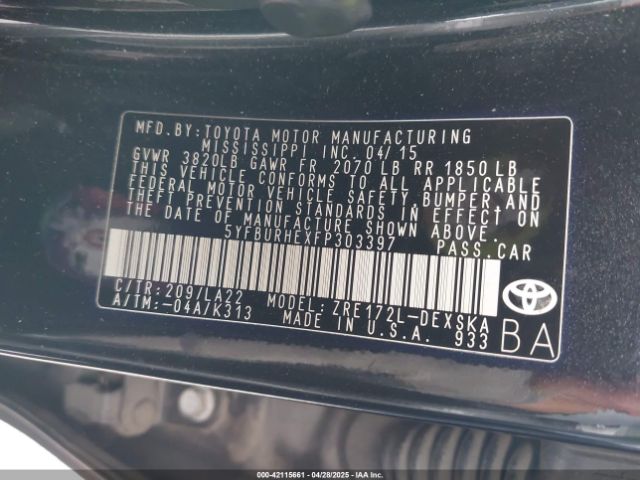 MFD.BY:TOYOTA MOTOR MANUFACTURING
MISSISSIPPI INC. 04/15
GVWR 3820LB GAWR FR 2070 LB RR 1850 LB
THIS VEHICLE CONFORMS TO ALL APPLICABLE
FEDERAL MOTOR VEHICLE SAFETY,BUMPER,AND
THEFT PREVENTION STANDARDS IN EFFECT ON
THE DATE OF MANUFACTURE SHOWN ABOVE.
5YFBURHEXFP303397 PASS.CAR
C/TR:209/LA22 MODEL: ZRE172L-DEXSKA
A/TM:-04A/K313 MADE IN U.S.A. 933
BA
TOYOTA
000-42115661 | 04/28/2025 - IAAI.COM